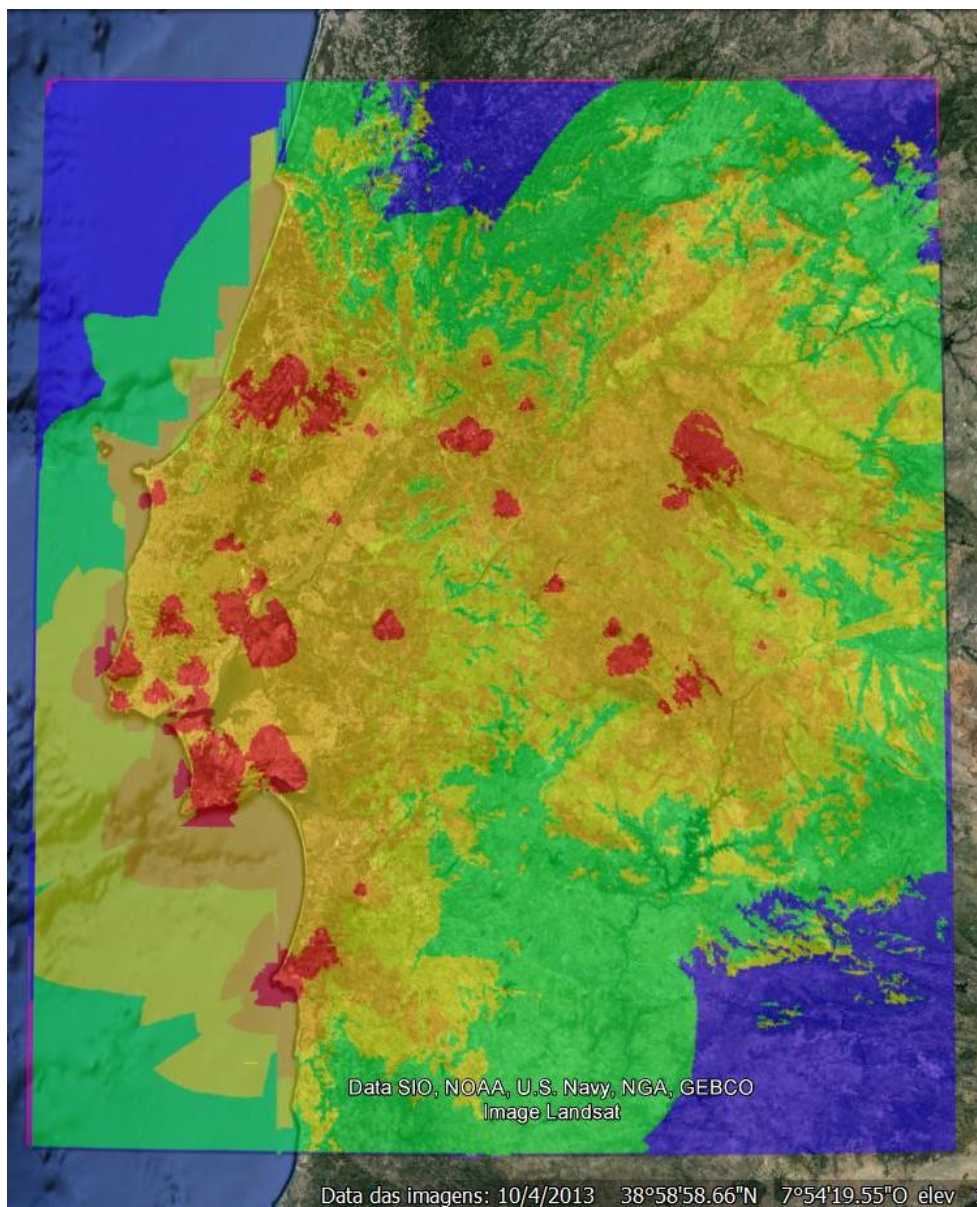 Data SIO, NOAA, U.S. Navy, NGA, GEBCO
Image Landsat
Data das imagens: 10/4/2013 38°58'58.66"N 7°54'19.55"O elev